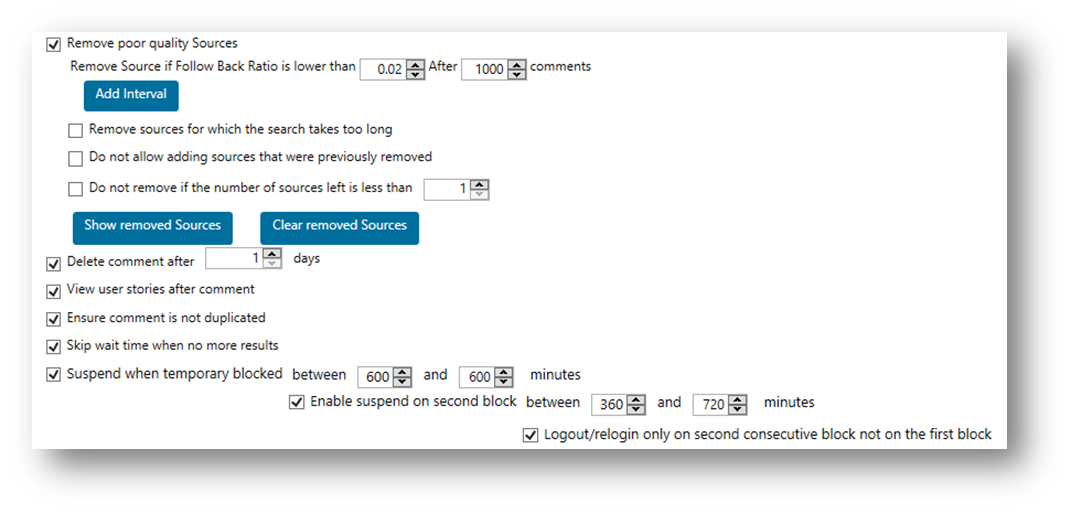 Remove poor quality Sources
Remove Source if Follow Back Ratio is lower than 0.02 After 1000 comments
Add Interval
Remove sources for which the search takes too long
Do not allow adding sources that were previously removed
Do not remove if the number of sources left is less than 1
Show removed Sources Clear removed Sources
Delete comment after 1 days
View user stories after comment
Ensure comment is not duplicated
Skip wait time when no more results
Suspend when temporary blocked between 600 and 600 minutes
Enable suspend on second block between 360 and 720 minutes
Logout/relogin only on second consecutive block not on the first block